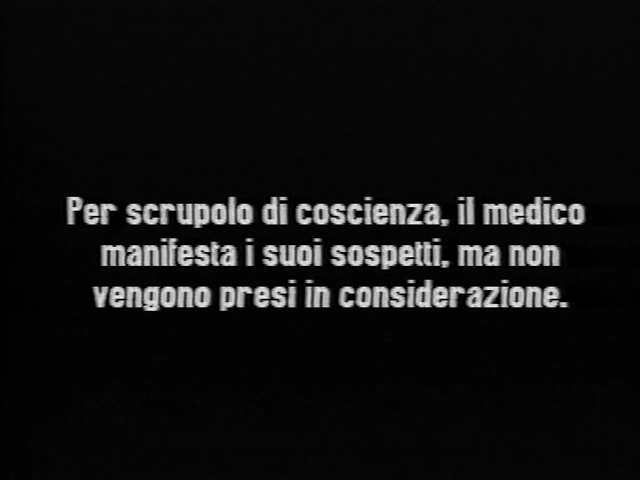 Per scrupolo di coscienza, il medico
manifesta i suoi sospetti, ma non
vengono presi in considerazione.